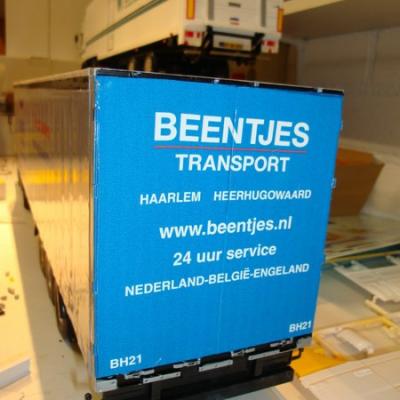 BEENTJES
TRANSPORT
HAARLEM HEERHUGOWAARD
www.beentjes.nl
24 uur service
NEDERLAND-BELGIË-ENGELAND
BH21
BH21